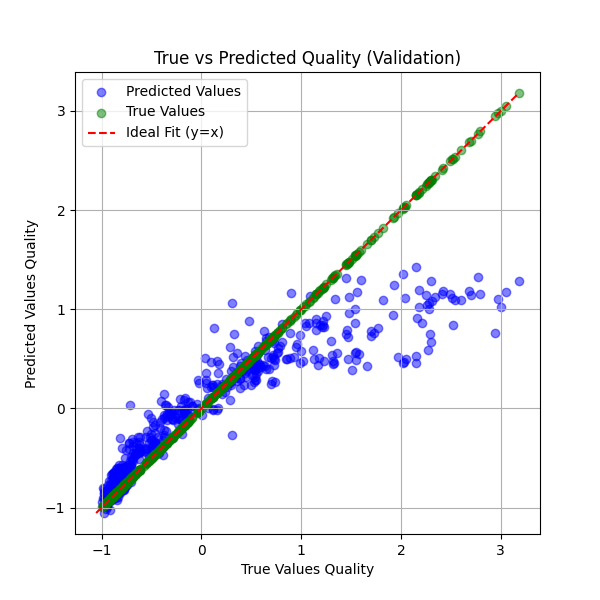 True vs Predicted Quality (Validation)
Predicted Values
True Values
Ideal Fit (y=x)
Predicted Values Quality
3
2
1
0
−1
−1 0 1 2 3
True Values Quality